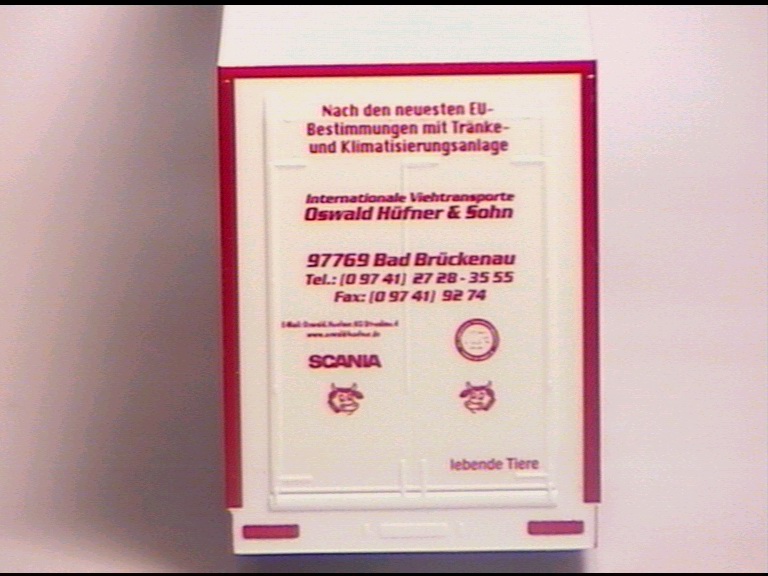 Nach den neuesten EU-
Bestimmungen mit Tränke-
und Klimatisierungsanlage
Internationale Viehtransporte
Oswald Hüfner & Sohn
97769 Bad Brückenau
Tel.: (0 97 41) 27 28 - 35 55
Fax: (0 97 41) 92 74
SCANIA
lebende Tiere